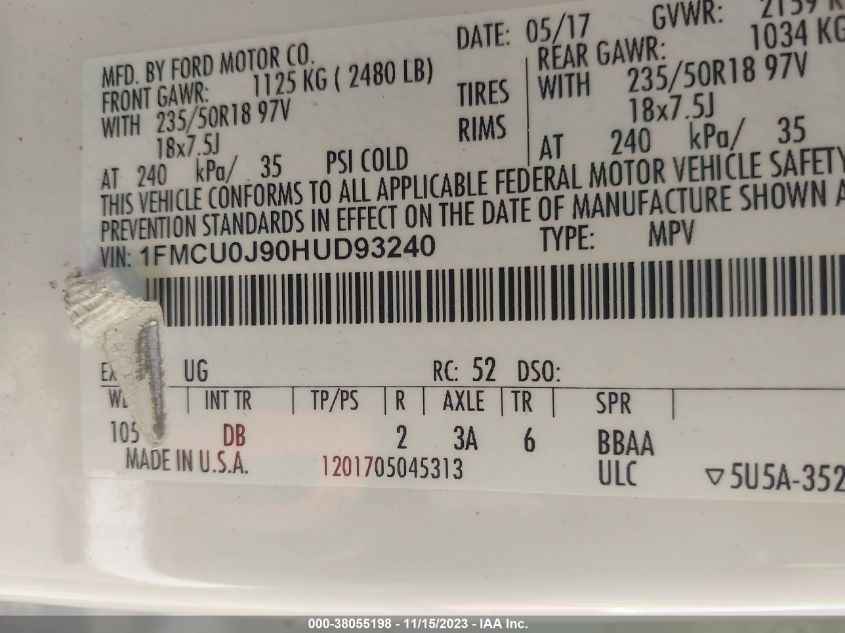 MFD. BY FORD MOTOR CO.
DATE: 05/17
GVWR: 2159 K
FRONT GAWR: 1125 KG ( 2480 LB)
REAR GAWR: 1034 KG
WITH 235/50R18 97V
TIRES
WITH 235/50R18 97V
18x7.5J
RIMS
18x7.5J
AT 240 kPa/ 35 PSI COLD
AT 240 kPa/ 35
THIS VEHICLE CONFORMS TO ALL APPLICABLE FEDERAL MOTOR VEHICLE SAFETY
PREVENTION STANDARDS IN EFFECT ON THE DATE OF MANUFACTURE SHOWN A
VIN: 1FMCU0J90HUD93240
TYPE: MPV
UG
RC: 52 DSO:
INT TR TP/PS R AXLE TR SPR
105 DB 2 3A 6 BBAA
MADE IN U.S.A. 1201705045313 ULC ▽5U5A-352
000-38055198 - 11/15/2023 - IAA Inc.